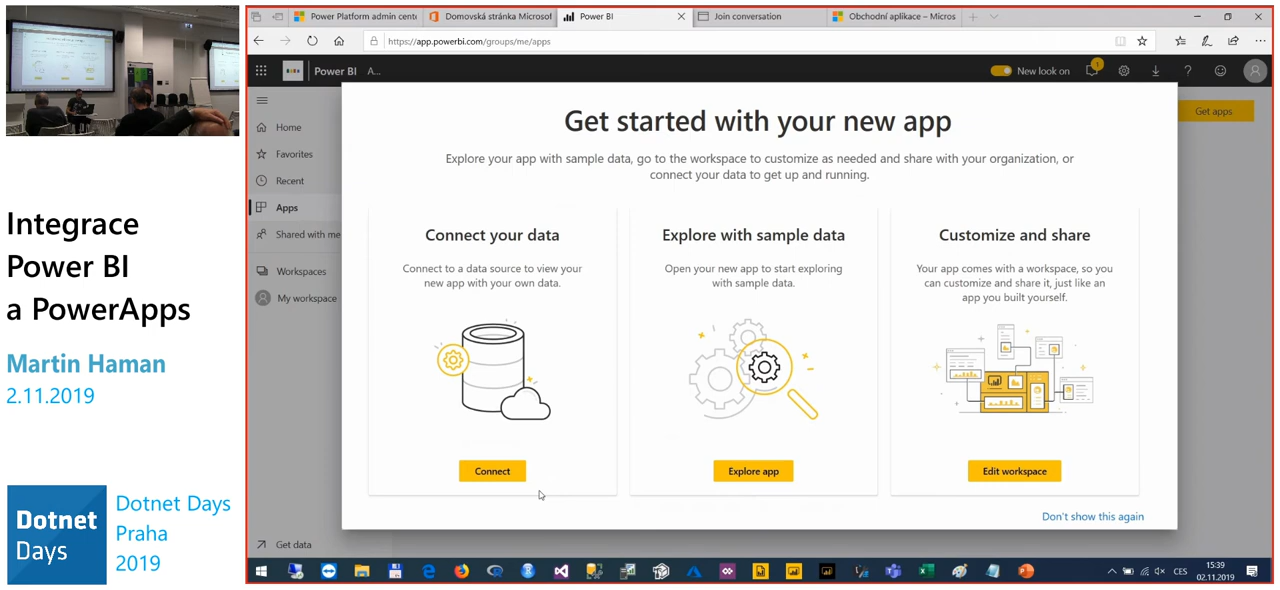 Integrace
Power BI
a PowerApps
Martin Haman
2.11.2019
Dotnet
Days
Dotnet Days
Praha
2019
Power Platform admin cente
Domovská stránka Microsof
Power BI
Join conversation
Obchodní aplikace – Micros
https://app.powerbi.com/groups/me/apps
Power BI A...
New look on
1
Get apps
Home
Favorites
Recent
Apps
Shared with me
Workspaces
My workspace
Get data
Get started with your new app
Explore your app with sample data, go to the workspace to customize as needed and share with your organization, or
connect your data to get up and running.
Connect your data
Connect to a data source to view your
new app with your own data.
Connect
Explore with sample data
Open your new app to start exploring
with sample data.
Explore app
Customize and share
Your app comes with a workspace, so you
can customize and share it, just like an
app you built yourself.
Edit workspace
Don't show this again
CES
15:39
02.11.2019